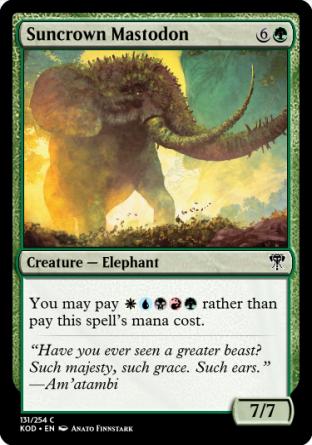 Suncrown Mastodon 6
Creature — Elephant
You may pay rather than
pay this spell's mana cost.
"Have you ever seen a greater beast?
Such majesty, such grace. Such ears."
—Am'atambi
131/254 C
KOD • EN Anato Finnstark
7/7